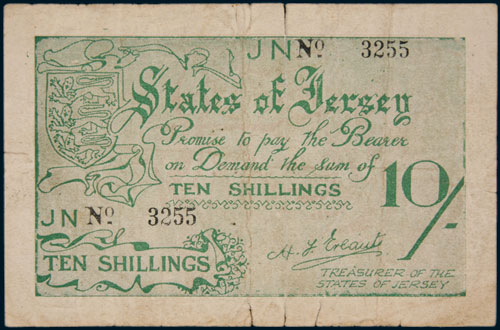 JN Nº 3255
States of Jersey
Promise to pay the Bearer
on Demand the sum of
TEN SHILLINGS
10/-
JN Nº 3255
TEN SHILLINGS
TREASURER OF THE
STATES OF JERSEY